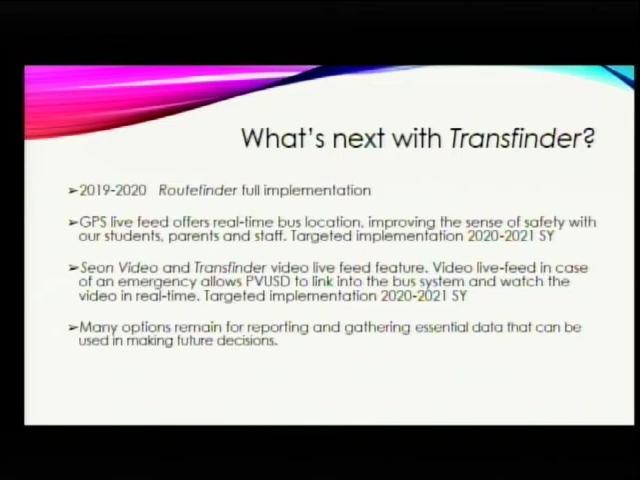 What's next with Transfinder?
➢2019-2020 Routefinder full implementation
➢GPS live feed offers real-time bus location, improving the sense of safety with
our students, parents and staff. Targeted implementation 2020-2021 SY
➢Seon Video and Transfinder video live feed feature. Video live-feed in case
of an emergency allows PVUSD to link into the bus system and watch the
video in real-time. Targeted implementation 2020-2021 SY
➢Many options remain for reporting and gathering essential data that can be
used in making future decisions.